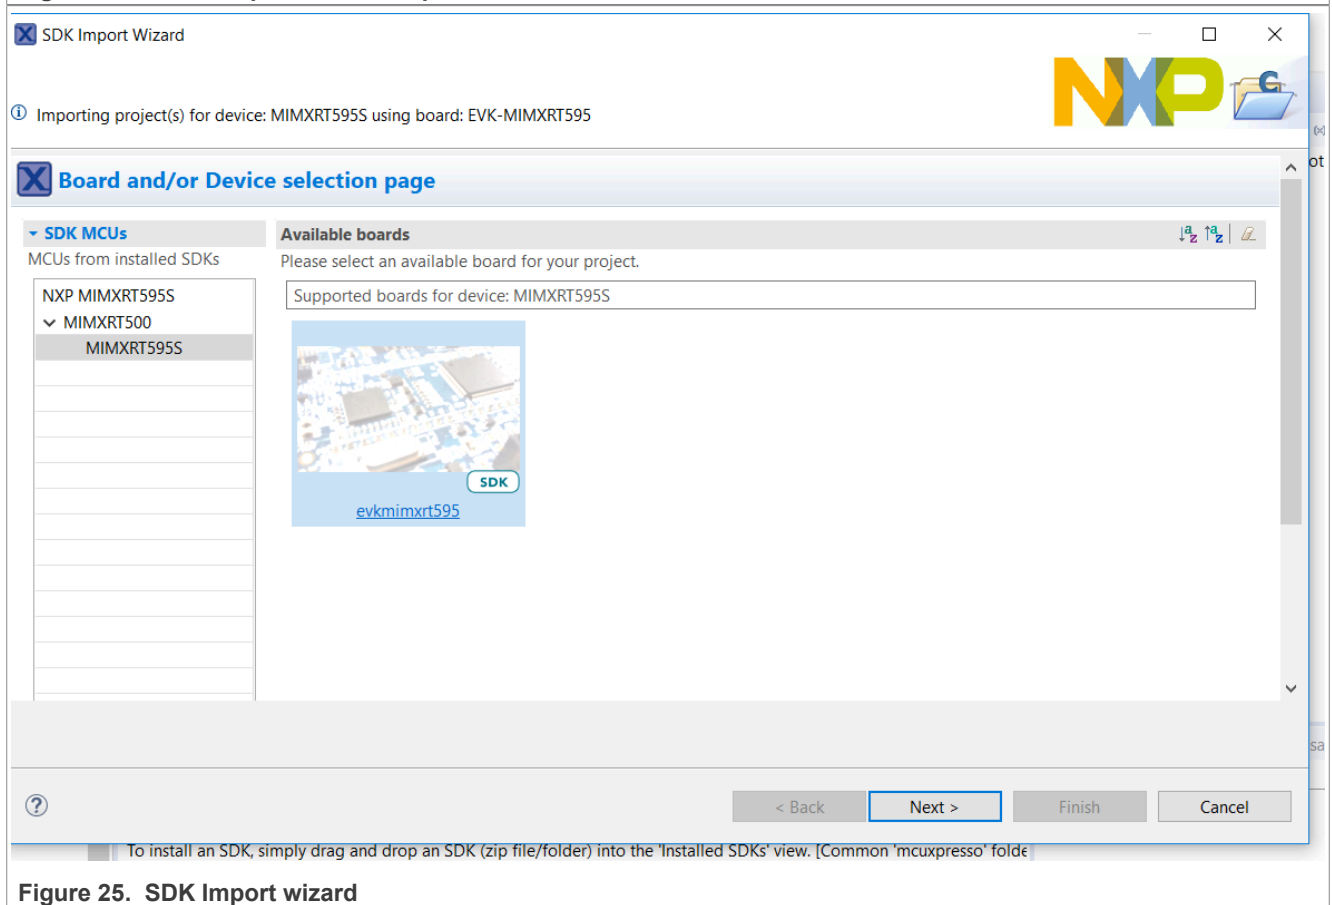 SDK Import Wizard
NXP
C
Importing project(s) for device: MIMXRT595S using board: EVK-MIMXRT595
Board and/or Device selection page
SDK MCUs
MCUs from installed SDKs
NXP MIMXRT595S
MIMXRT500
MIMXRT595S
Available boards
Please select an available board for your project.
Supported boards for device: MIMXRT595S
SDK
evkmimxrt595
ot
sa
< Back
Next >
Finish
Cancel
To install an SDK, simply drag and drop an SDK (zip file/folder) into the 'Installed SDKs' view. [Common 'mcuxpresso' folde
Figure 25. SDK Import wizard